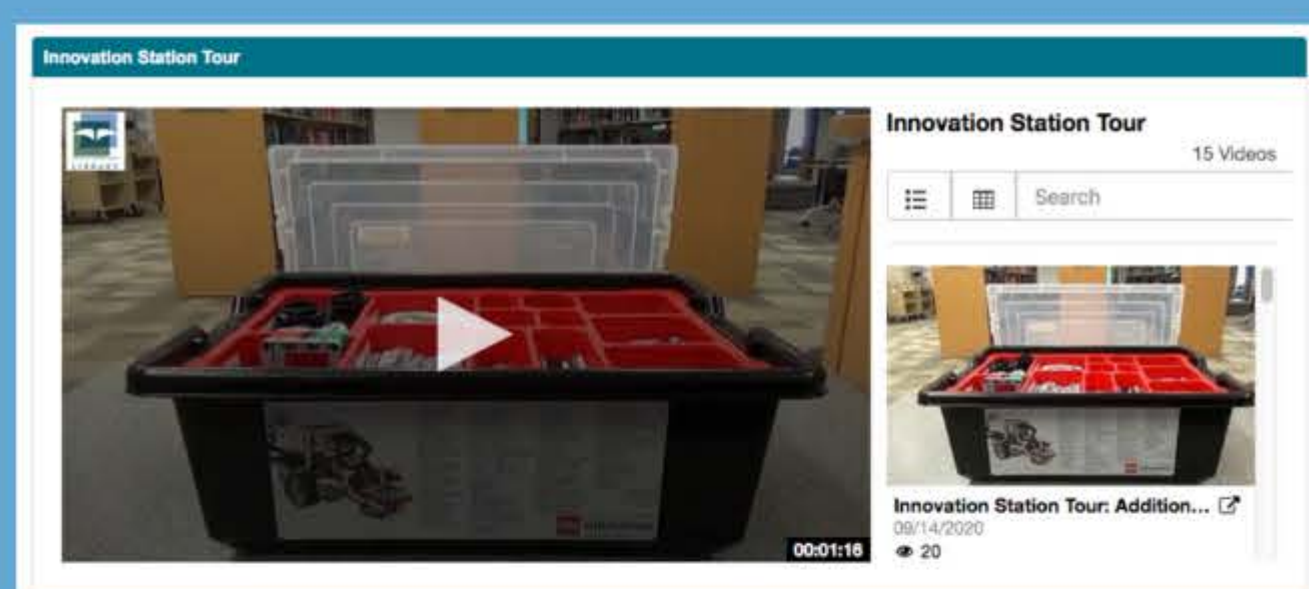 Innovation Station Tour
LIBRARY
00:01:16
Innovation Station Tour
15 Videos
Search
Innovation Station Tour: Addition...
09/14/2020
20